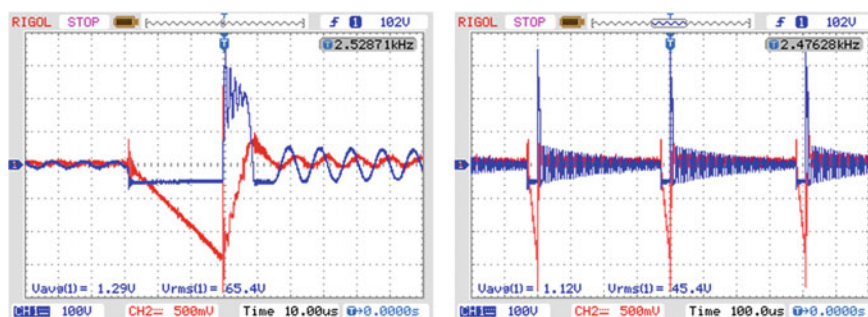 RIGOL STOP 1 102V
T 2.52871kHz
1
Vavg(1)= 1.29V Vrms(1)=65.4V
CH1 100V CH2= 500mV Time 10.00us T→0.0000s
RIGOL STOP T 1 102V
T 2.47628kHz
1
Vavg(1)= 1.12V Vrms(1)=45.4V
CH1 100V CH2= 500mV Time 100.0us T→0.0000s